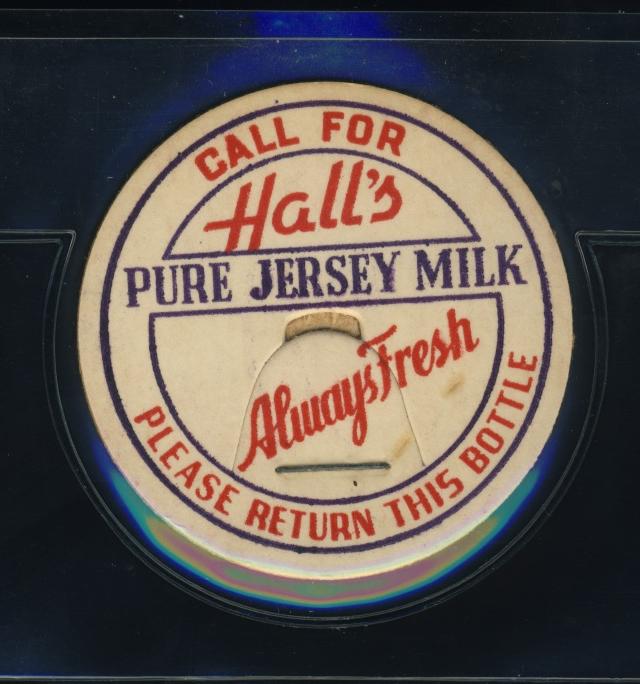 CALL FOR
Hall's
PURE JERSEY MILK
Always Fresh
PLEASE RETURN THIS BOTTLE